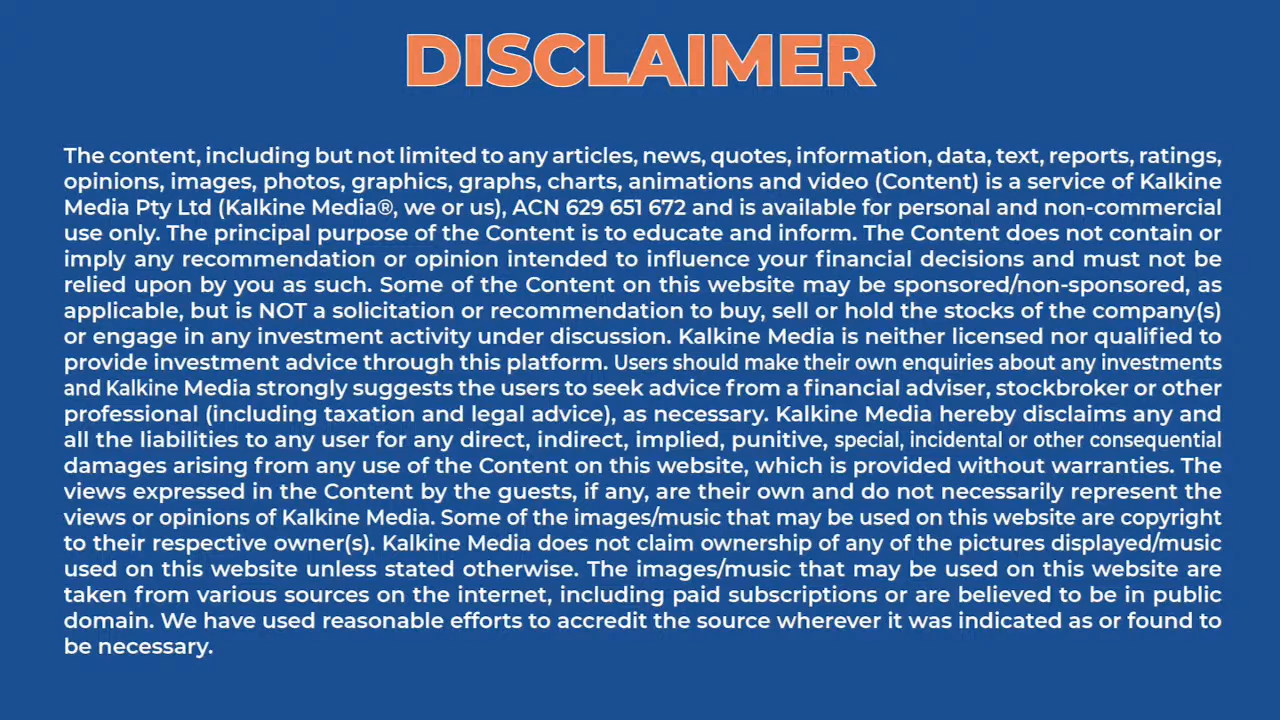 DISCLAIMER
The content, including but not limited to any articles, news, quotes, information, data, text, reports, ratings,
opinions, images, photos, graphics, graphs, charts, animations and video (Content) is a service of Kalkine
Media Pty Ltd (Kalkine Media®, we or us), ACN 629 651 672 and is available for personal and non-commercial
use only. The principal purpose of the Content is to educate and inform. The Content does not contain or
imply any recommendation or opinion intended to influence your financial decisions and must not be
relied upon by you as such. Some of the Content on this website may be sponsored/non-sponsored, as
applicable, but is NOT a solicitation or recommendation to buy, sell or hold the stocks of the company(s)
or engage in any investment activity under discussion. Kalkine Media is neither licensed nor qualified to
provide investment advice through this platform. Users should make their own enquiries about any investments
and Kalkine Media strongly suggests the users to seek advice from a financial adviser, stockbroker or other
professional (including taxation and legal advice), as necessary. Kalkine Media hereby disclaims any and
all the liabilities to any user for any direct, indirect, implied, punitive, special, incidental or other consequential
damages arising from any use of the Content on this website, which is provided without warranties. The
views expressed in the Content by the guests, if any, are their own and do not necessarily represent the
views or opinions of Kalkine Media. Some of the images/music that may be used on this website are copyright
to their respective owner(s). Kalkine Media does not claim ownership of any of the pictures displayed/music
used on this website unless stated otherwise. The images/music that may be used on this website are
taken from various sources on the internet, including paid subscriptions or are believed to be in public
domain. We have used reasonable efforts to accredit the source wherever it was indicated as or found to
be necessary.